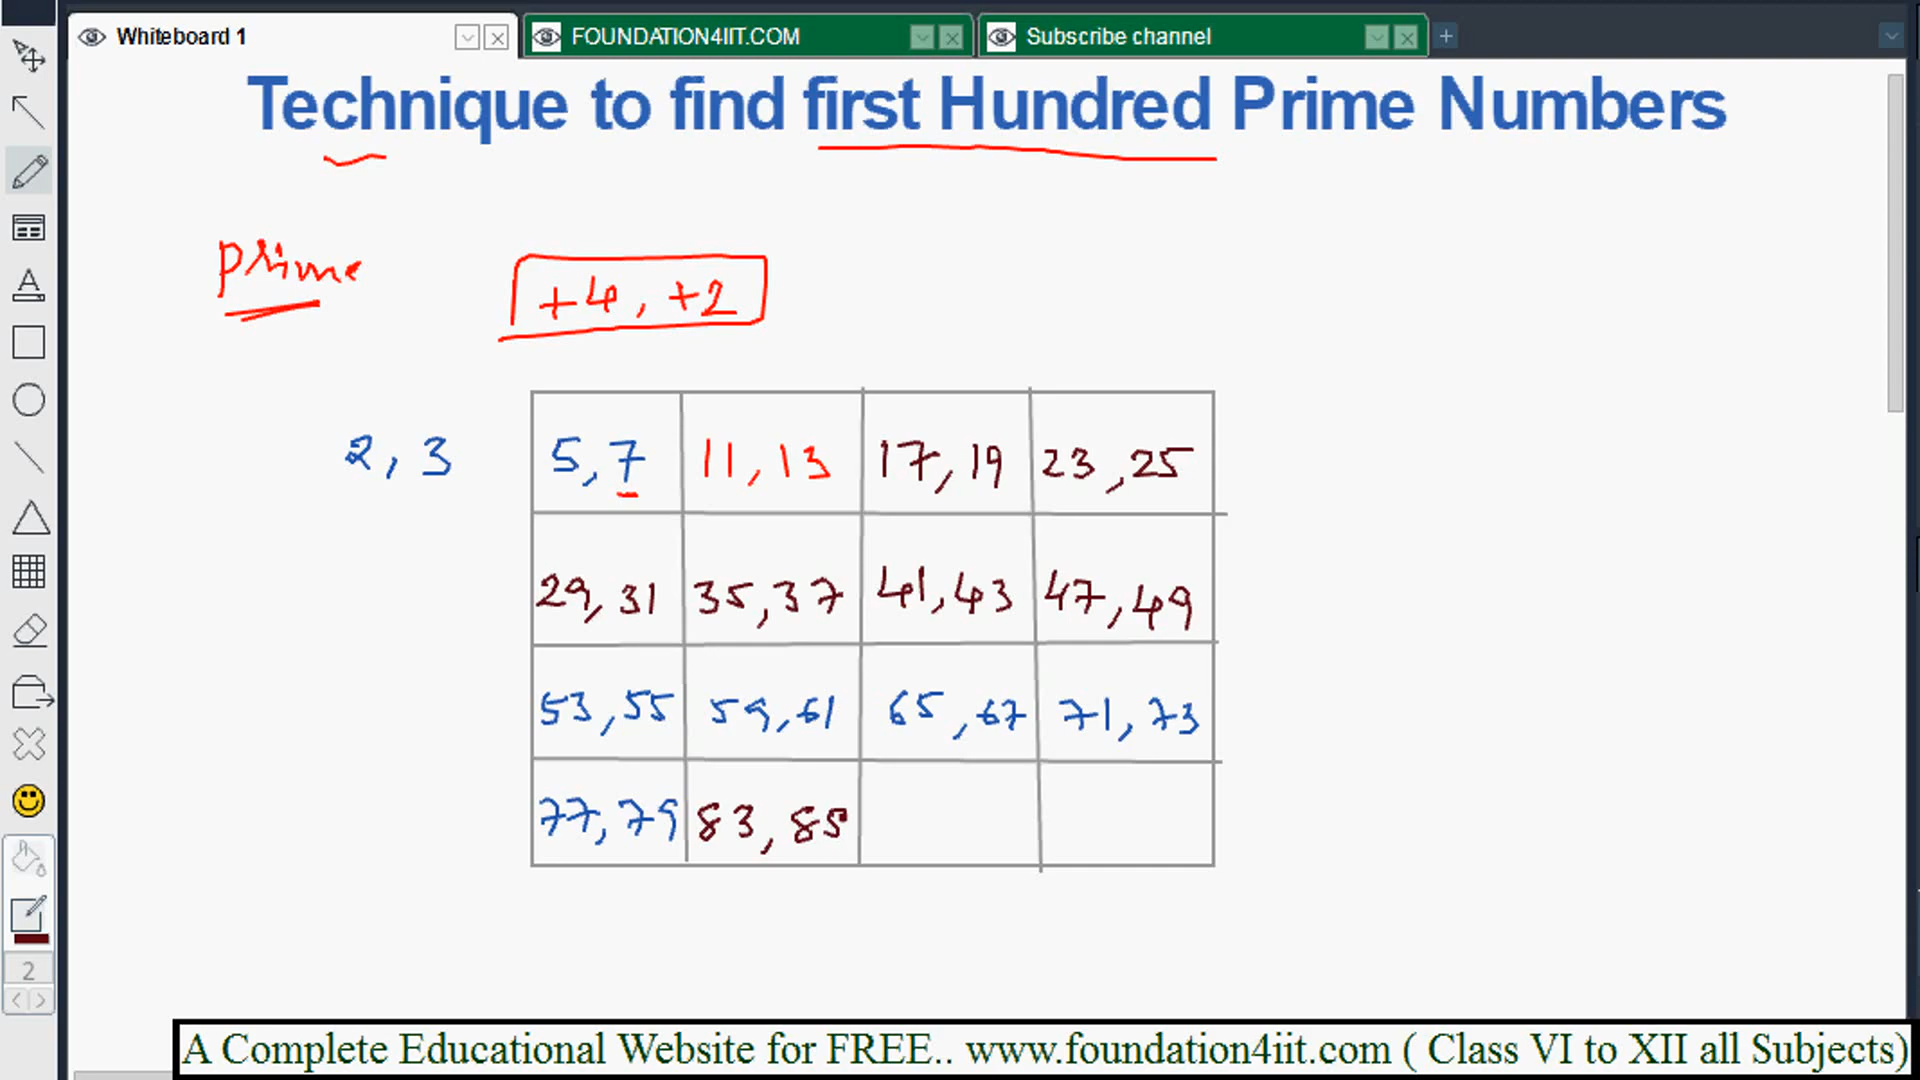 Whiteboard 1 FOUNDATION4IIT.COM Subscribe channel
Technique to find first Hundred Prime Numbers
prime +4, +2
2, 3 5, 7 11, 13 17, 19 23, 25
29, 31 35, 37 41, 43 47, 49
53, 55 59, 61 65, 67 71, 73
77, 79 83, 85
2
A Complete Educational Website for FREE.. www.foundation4iit.com ( Class VI to XII all Subjects)